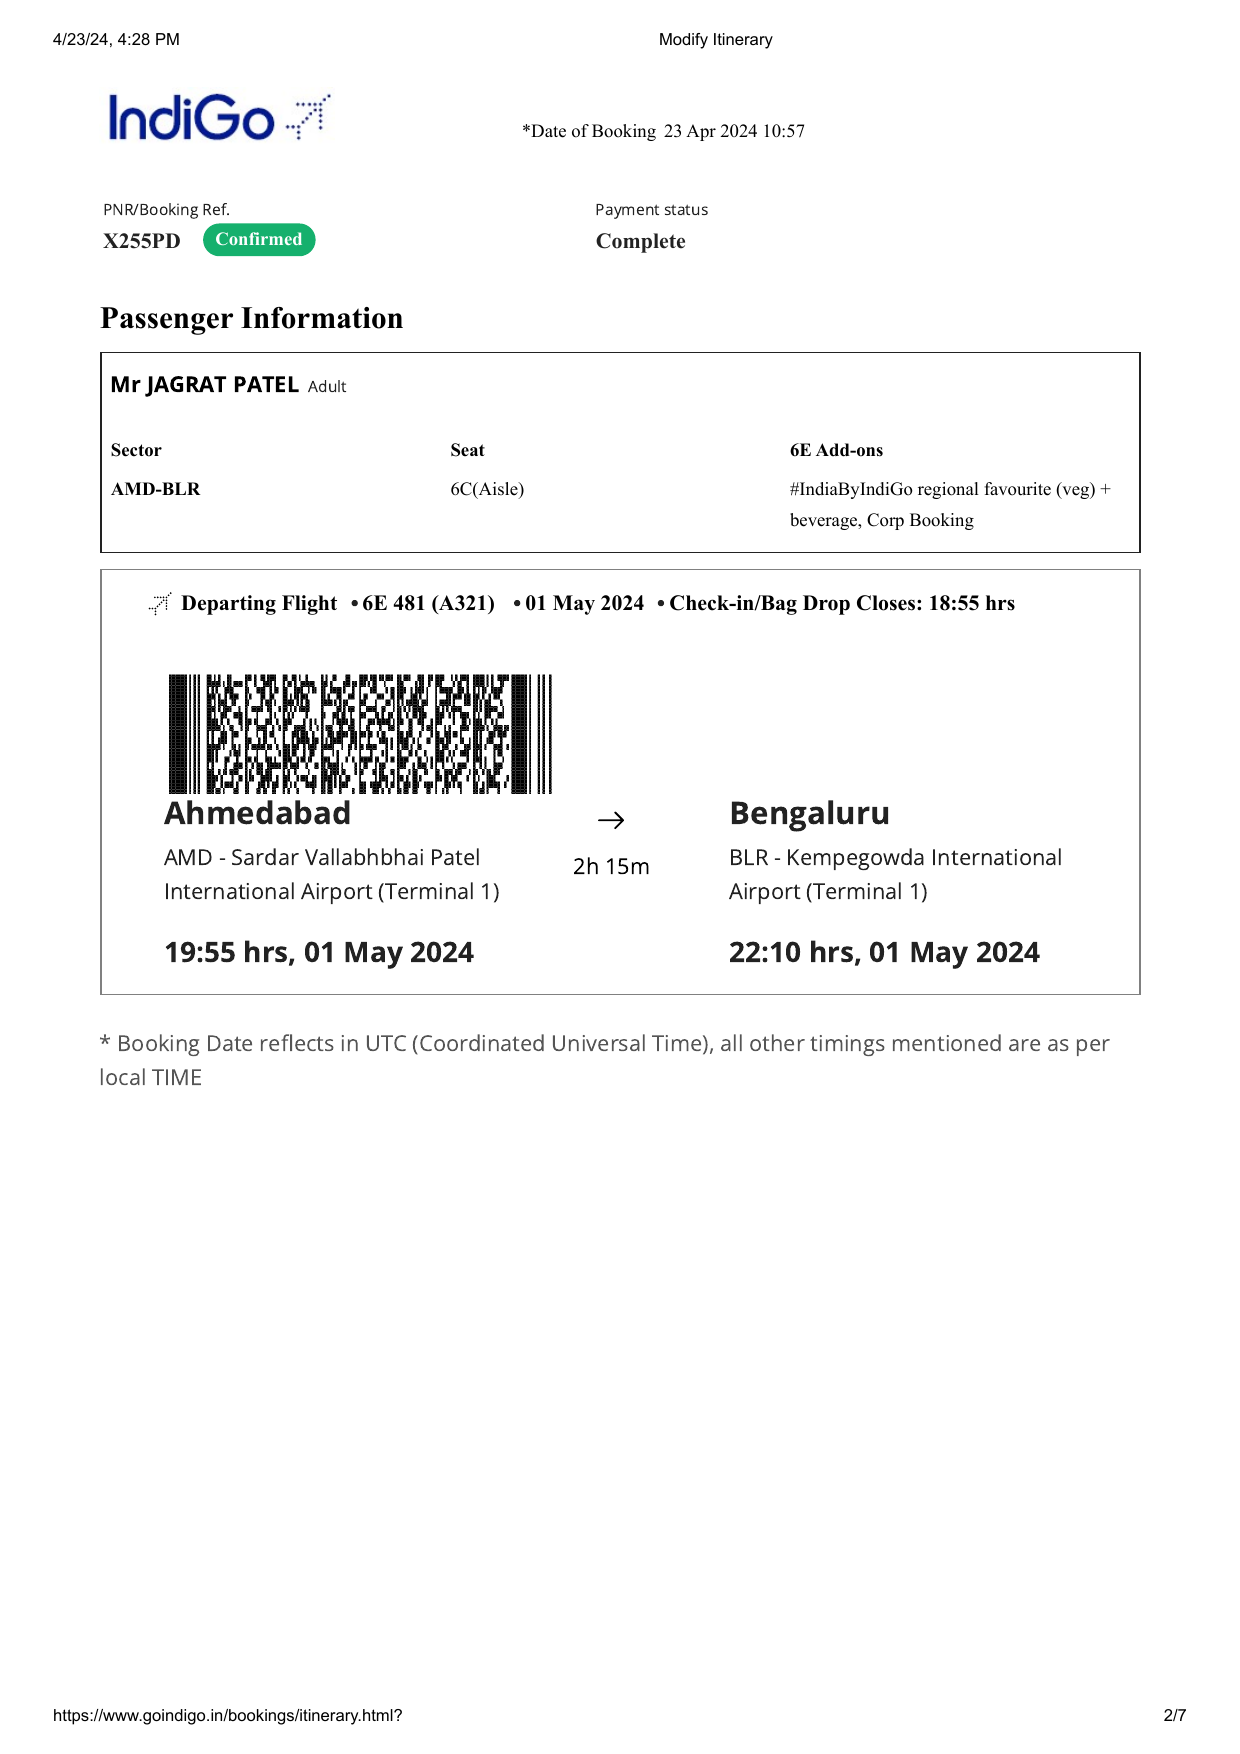 4/23/24, 4:28 PM Modify Itinerary
IndiGo
*Date of Booking 23 Apr 2024 10:57
PNR/Booking Ref. Payment status
X255PD Confirmed Complete
Passenger Information
Mr JAGRAT PATEL Adult
Sector Seat 6E Add-ons
AMD-BLR 6C(Aisle) #IndiaByIndiGo regional favourite (veg) +
beverage, Corp Booking
Departing Flight • 6E 481 (A321) • 01 May 2024 • Check-in/Bag Drop Closes: 18:55 hrs
Ahmedabad → Bengaluru
AMD - Sardar Vallabhbhai Patel 2h 15m BLR - Kempegowda International
International Airport (Terminal 1) Airport (Terminal 1)
19:55 hrs, 01 May 2024 22:10 hrs, 01 May 2024
* Booking Date reflects in UTC (Coordinated Universal Time), all other timings mentioned are as per
local TIME
https://www.goindigo.in/bookings/itinerary.html? 2/7